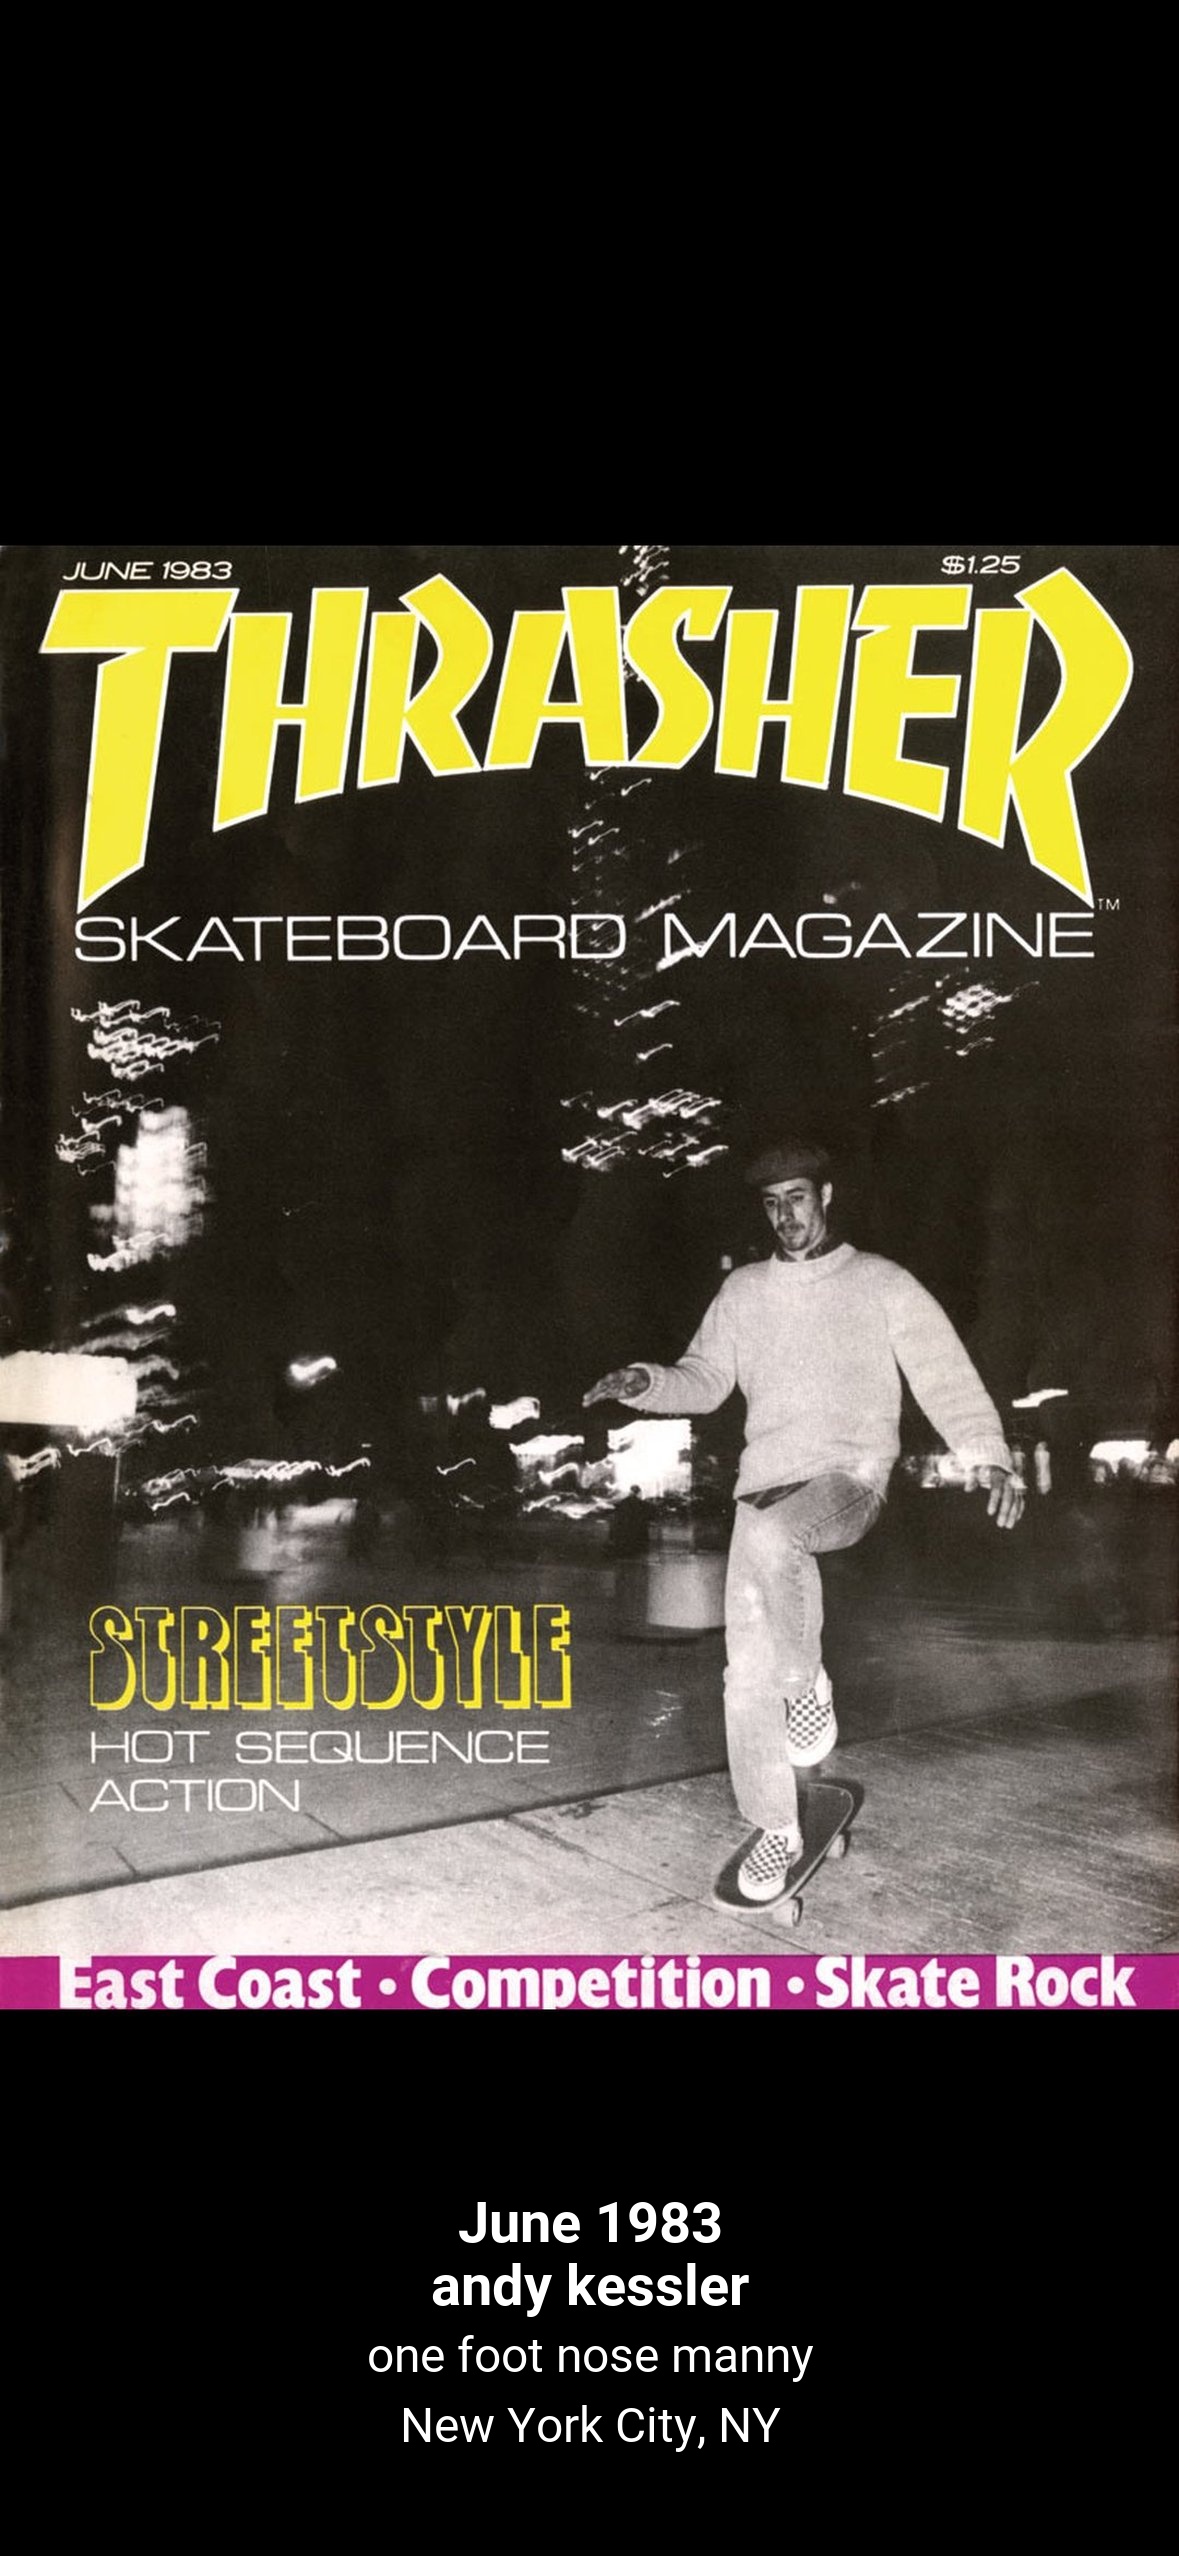 JUNE 1983
$1.25
THRASHER
TM
SKATEBOARD MAGAZINE
STREETSTYLE
HOT SEQUENCE
ACTION
East Coast • Competition • Skate Rock
June 1983
andy kessler
one foot nose manny
New York City, NY